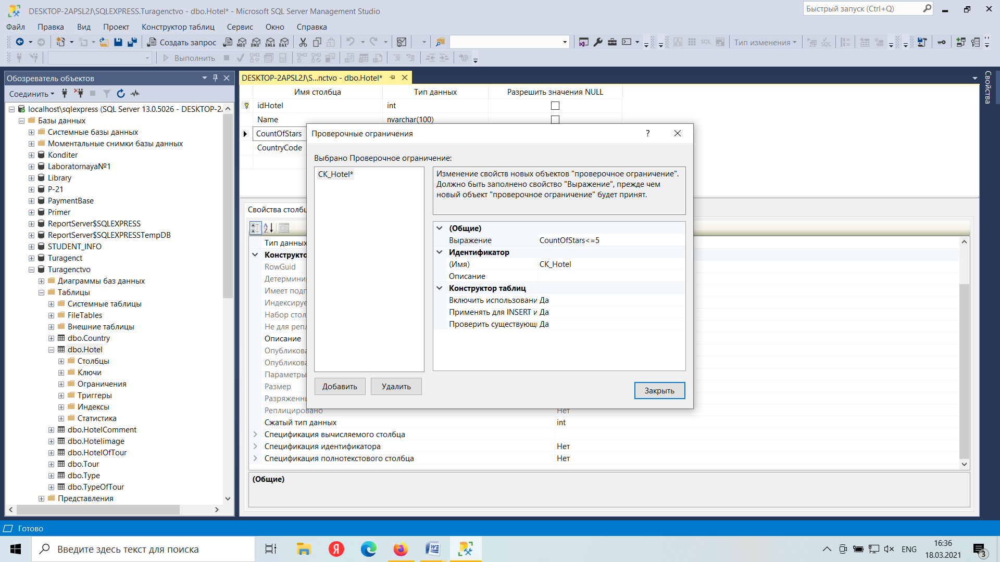 DESKTOP-2APSL2J\SQLEXPRESS.Turagenctvo - dbo.Hotel* - Microsoft SQL Server Management Studio
Быстрый запуск (Ctrl+Q)
Файл Правка Вид Проект Конструктор таблиц Сервис Окно Справка
Создать запрос MDX DMX XMLA DAX SQL Тип изменения
Выполнить
Обозреватель объектов
Соединить
localhost\sqlexpress (SQL Server 13.0.5026 - DESKTOP-2
Базы данных
Системные базы данных
Моментальные снимки базы данных
Konditer
Laboratornaya№1
Library
P-21
PaymentBase
Primer
ReportServer$SQLEXPRESS
ReportServer$SQLEXPRESSTempDB
STUDENT_INFO
Turagenct
Turagenctvo
Диаграммы баз данных
Таблицы
Системные таблицы
FileTables
Внешние таблицы
dbo.Country
dbo.Hotel
Столбцы
Ключи
Ограничения
Триггеры
Индексы
Статистика
dbo.HotelComment
dbo.Hotelimage
dbo.HotelOfTour
dbo.Tour
dbo.Type
dbo.TypeOfTour
Представления
DESKTOP-2APSL2J\S...nctvo - dbo.Hotel*
Свойства
Имя столбца Тип данных Разрешить значения NULL
idHotel int
Name nvarchar(100)
CountOfStars
CountryCode
Свойства столбц
Тип данных
Конструкто
RowGuid
Детермини
Имеет подп
Индексируе
Набор стол
Не для репл
Описание
Опубликова
Опубликова
Параметры
Размер
Разряженн
Реплицировано Нет
Сжатый тип данных int
Спецификация вычисляемого столбца
Спецификация идентификатора Нет
Спецификация полнотекстового столбца Нет
(Общие)
Проверочные ограничения ?
Выбрано Проверочное ограничение:
CK_Hotel*
Изменение свойств новых объектов "проверочное ограничение".
Должно быть заполнено свойство "Выражение", прежде чем
новый объект "проверочное ограничение" будет принят.
(Общие)
Выражение CountOfStars<=5
Идентификатор
(Имя) CK_Hotel
Описание
Конструктор таблиц
Включить использовани Да
Применять для INSERT и Да
Проверить существующи Да
Добавить Удалить
Закрыть
Готово
Введите здесь текст для поиска
ENG
16:36
18.03.2021
3